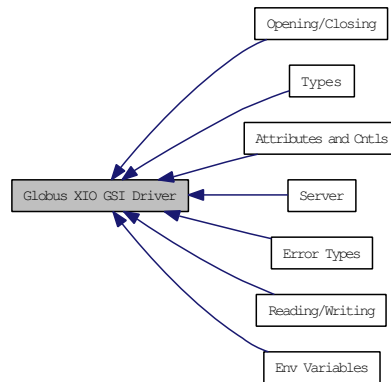 Opening/Closing
Types
Attributes and Cntls
Globus XIO GSI Driver
Server
Error Types
Reading/Writing
Env Variables